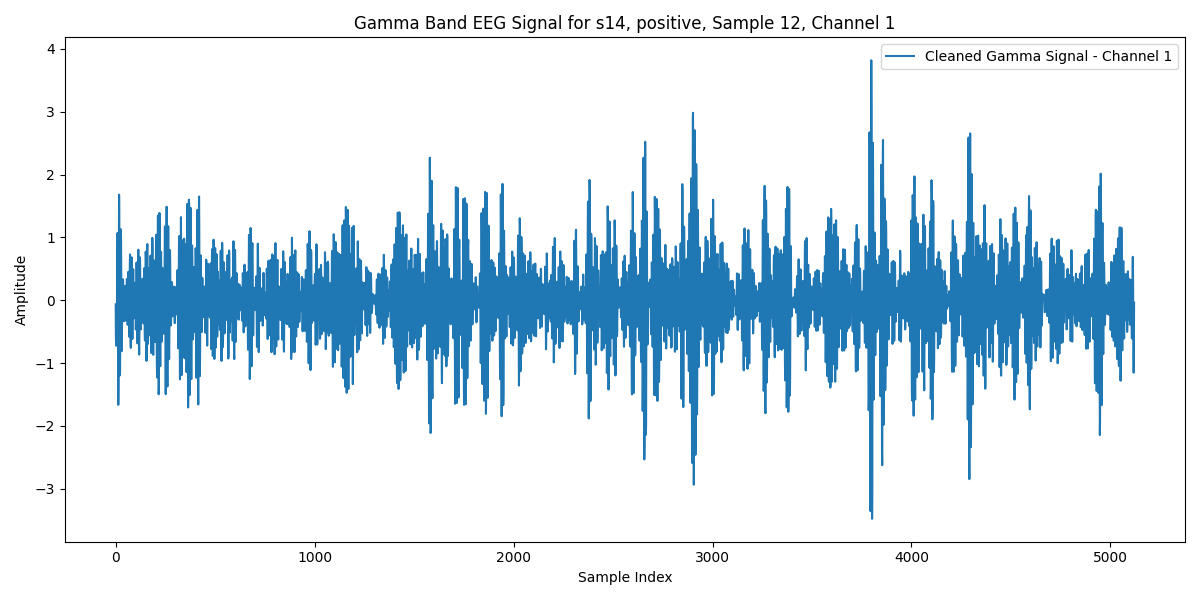 Gamma Band EEG Signal for s14, positive, Sample 12, Channel 1
Cleaned Gamma Signal - Channel 1
Amplitude
4
3
2
1
0
−1
−2
−3
0 1000 2000 3000 4000 5000
Sample Index